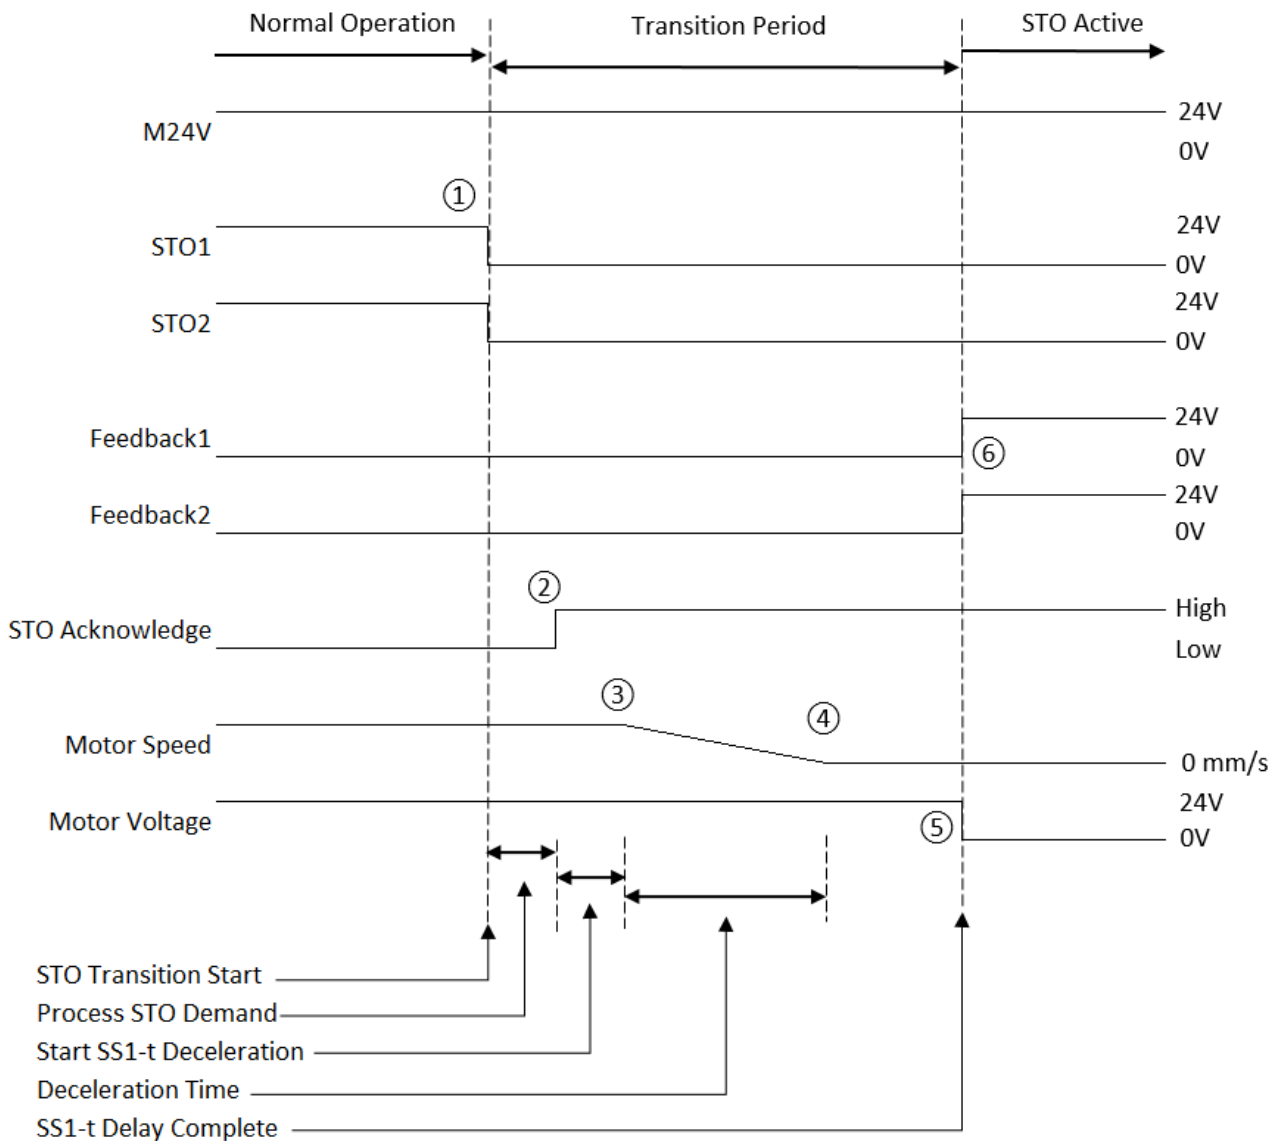 Normal Operation
Transition Period
STO Active
M24V
24V
0V
①
STO1
24V
0V
STO2
24V
0V
Feedback1
24V
⑥
0V
Feedback2
24V
0V
②
STO Acknowledge
High
Low
③
④
Motor Speed
0 mm/s
Motor Voltage
24V
⑤
0V
STO Transition Start
Process STO Demand
Start SS1-t Deceleration
Deceleration Time
SS1-t Delay Complete